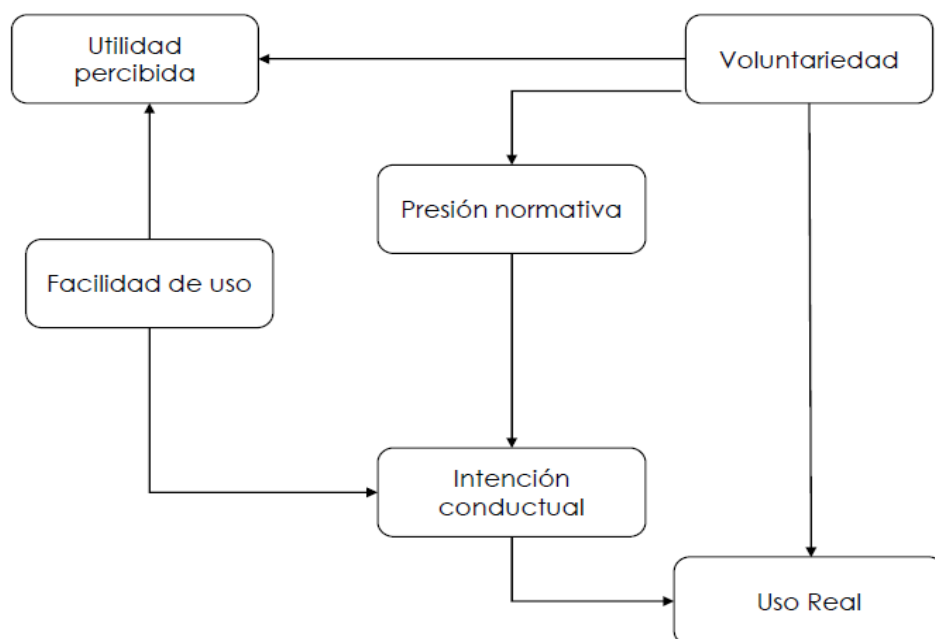 Utilidad
percibida
Voluntariedad
Presión normativa
Facilidad de uso
Intención
conductual
Uso Real